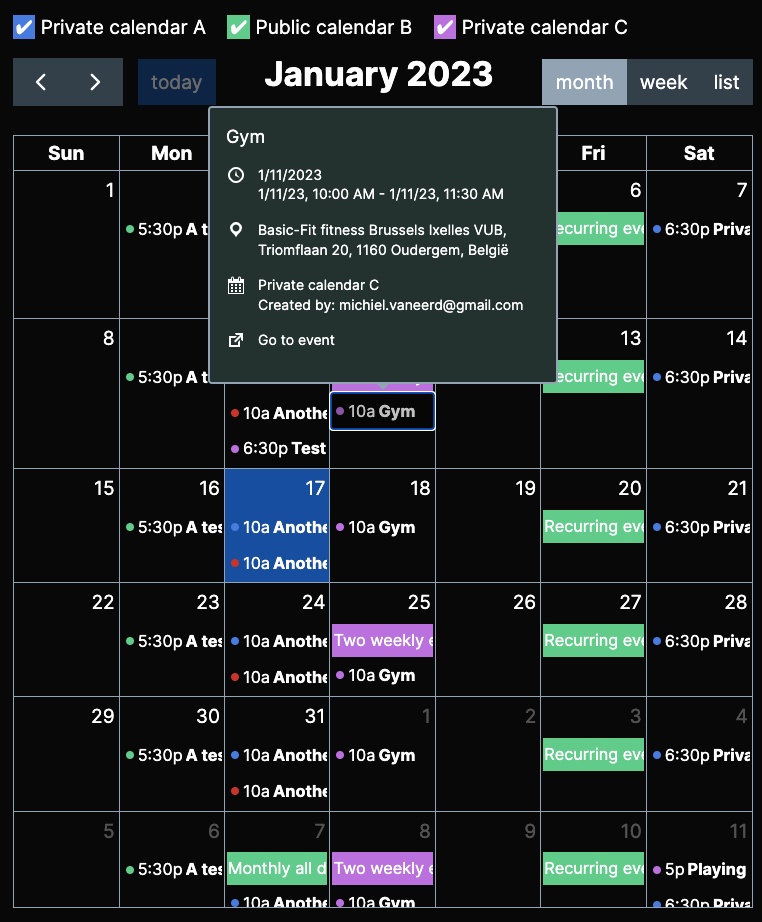 Private calendar A Public calendar B Private calendar C
today January 2023 month week list
Gym
1/11/2023
1/11/23, 10:00 AM - 1/11/23, 11:30 AM
Basic-Fit fitness Brussels Ixelles VUB,
Triomflaan 20, 1160 Oudergem, België
Private calendar C
Created by: michiel.vaneerd@gmail.com
Go to event
Sun Mon Fri Sat
1 6 7
5:30p A t Recurring eve 6:30p Priva
8 13 14
5:30p A t Recurring eve 6:30p Priva
10a Anothe 10a Gym
6:30p Test
15 16 17 18 19 20 21
5:30p A tes 10a Anothe 10a Gym Recurring eve 6:30p Priva
10a Anothe
22 23 24 25 26 27 28
5:30p A tes 10a Anothe Two weekly e Recurring eve 6:30p Priva
10a Anothe 10a Gym
29 30 31 1 2 3 4
5:30p A tes 10a Anothe 10a Gym Recurring eve 6:30p Priva
10a Anothe
5 6 7 8 9 10 11
5:30p A tes Monthly all d Two weekly e Recurring eve 5p Playing
10a Anothe 10a Gym 6:30p Priva